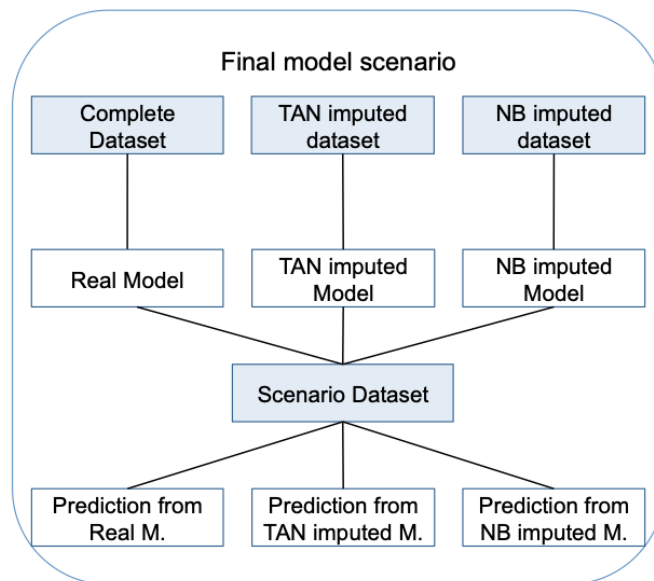 Final model scenario
Complete
Dataset
TAN imputed
dataset
NB imputed
dataset
Real Model
TAN imputed
Model
NB imputed
Model
Scenario Dataset
Prediction from
Real M.
Prediction from
TAN imputed M.
Prediction from
NB imputed M.